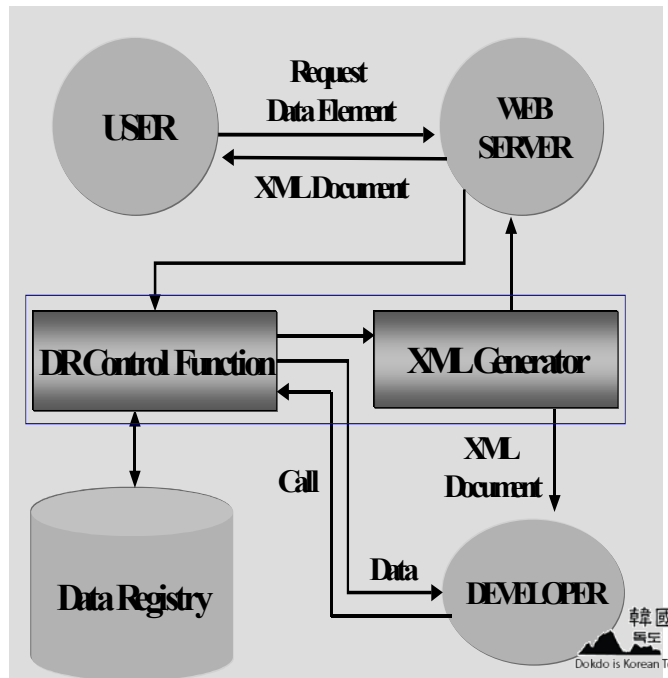 USER
Request
Data Element
WEB
SERVER
XML Document
DR Control Function
XML Generator
XML
Document
Call
Data
Data Registry
DEVELOPER
韓國
독도
Dokdo is Korean